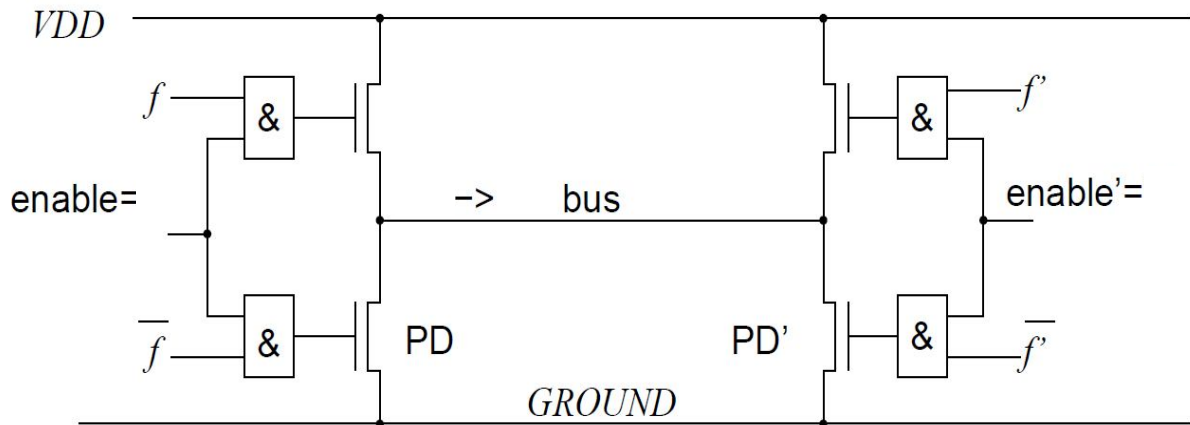 VDD
f & & f’
enable= −> bus enable’=
f̅ & PD PD’ & f’̅
GROUND